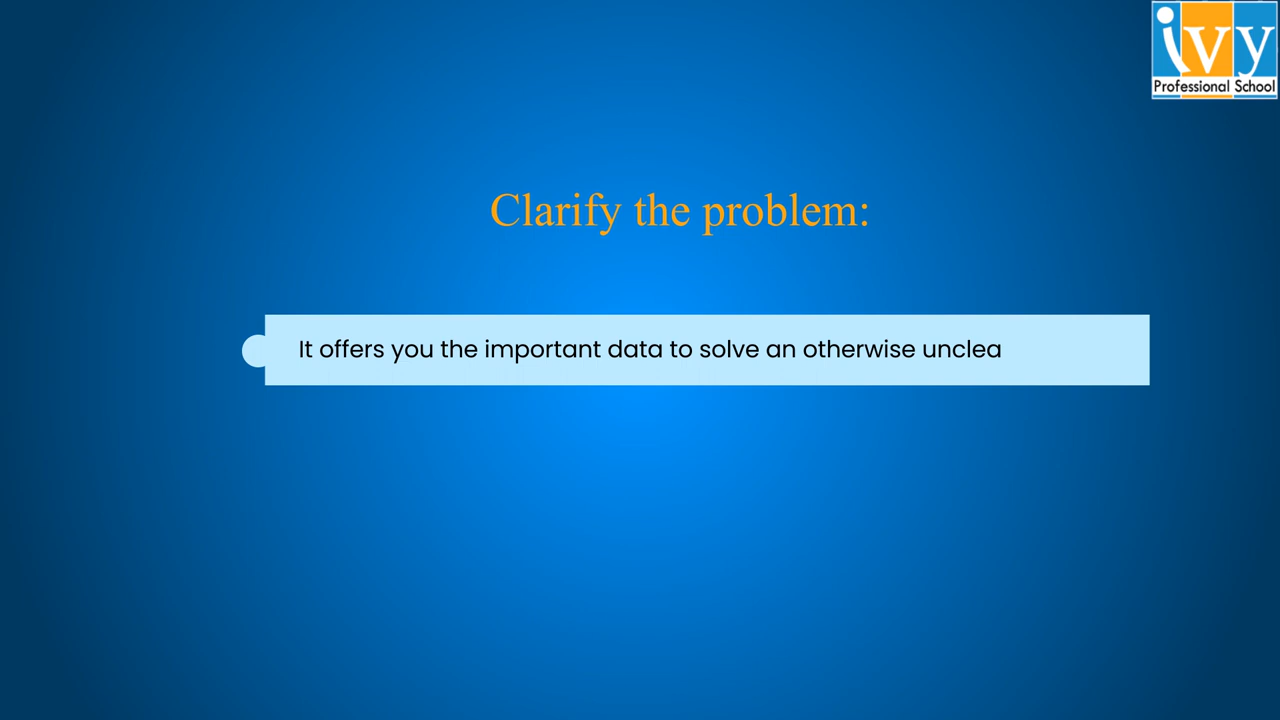 ivy
Professional School
Clarify the problem:
It offers you the important data to solve an otherwise unclea